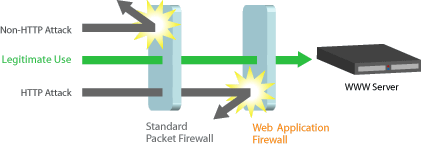 Non-HTTP Attack
Legitimate Use
HTTP Attack
WWW Server
Standard
Packet Firewall
Web Application
Firewall